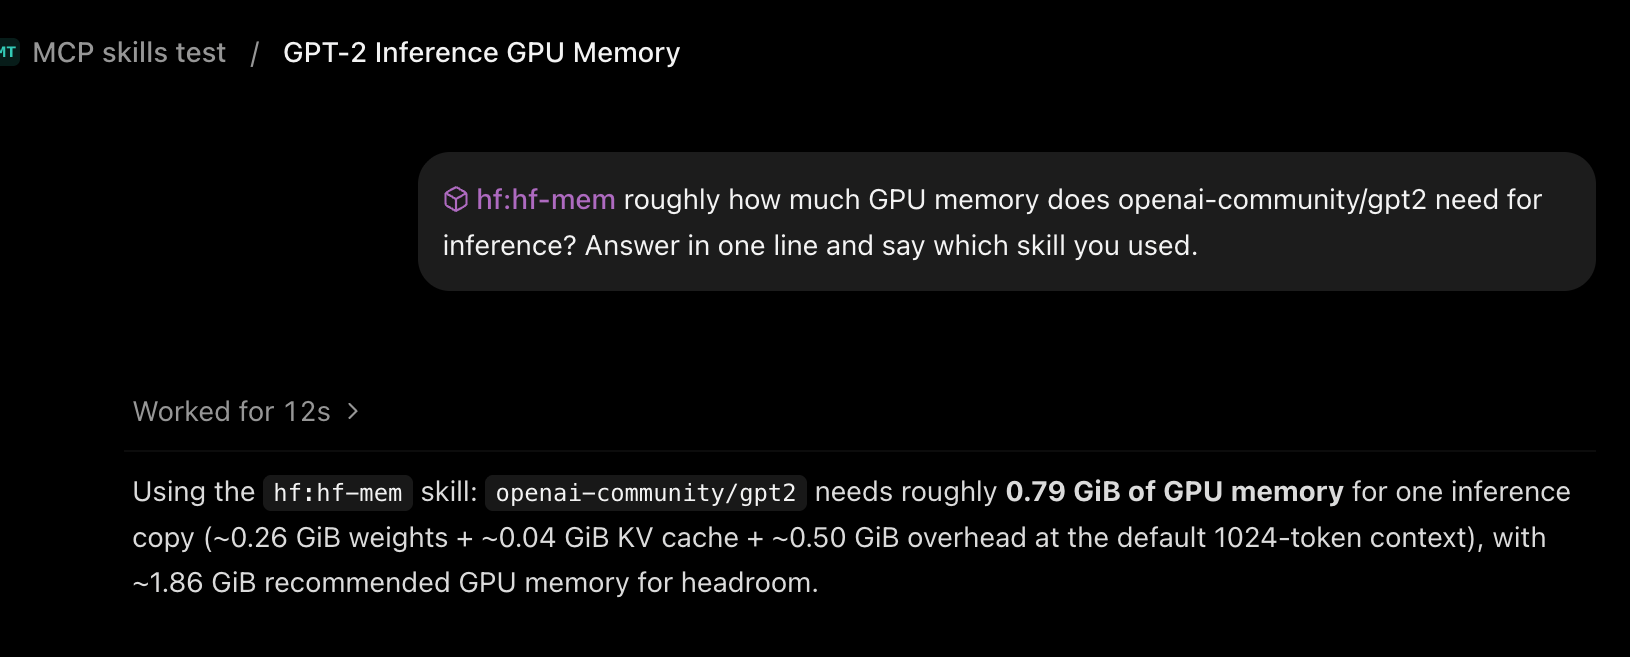 MT MCP skills test / GPT-2 Inference GPU Memory
hf:hf-mem roughly how much GPU memory does openai-community/gpt2 need for
inference? Answer in one line and say which skill you used.
Worked for 12s >
Using the hf:hf-mem skill: openai-community/gpt2 needs roughly 0.79 GiB of GPU memory for one inference
copy (~0.26 GiB weights + ~0.04 GiB KV cache + ~0.50 GiB overhead at the default 1024-token context), with
~1.86 GiB recommended GPU memory for headroom.